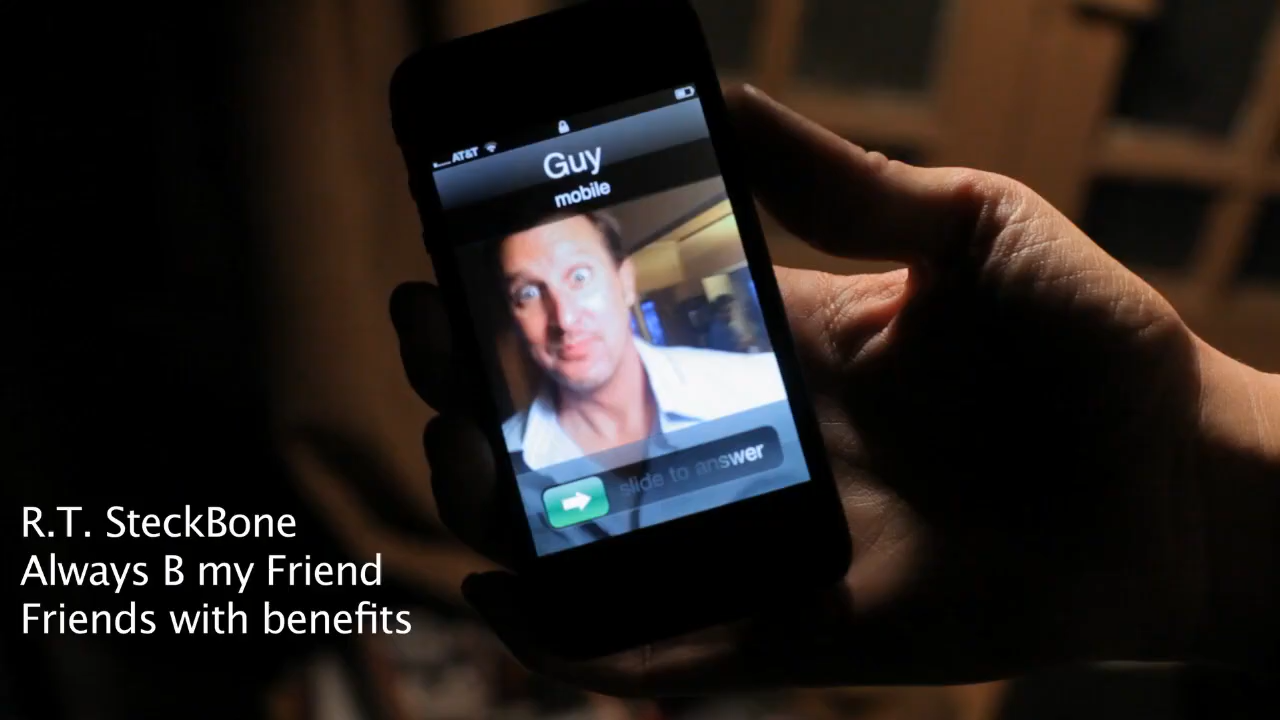 AT&T
Guy
mobile
slide to answer
R.T. SteckBone
Always B my Friend
Friends with benefits